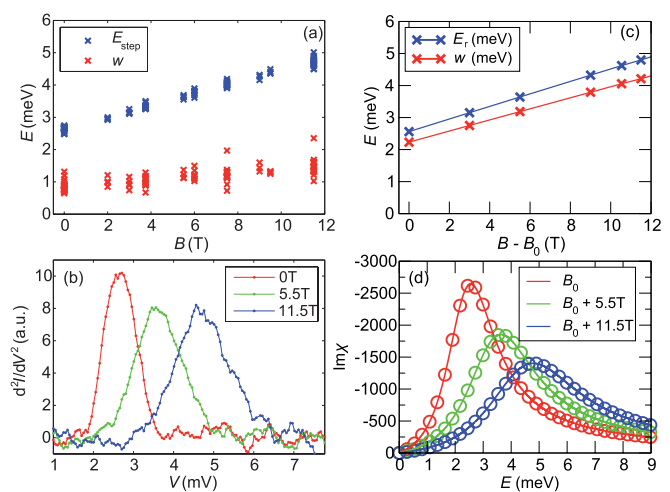 (a)
E_step
w
6
5
4
3
2
1
0
E (meV)
0 2 4 6 8 10 12
B (T)
(c)
E_r (meV)
w (meV)
6
5
4
3
2
1
0
E (meV)
0 2 4 6 8 10 12
B - B_0 (T)
(b)
0T
5.5T
11.5T
10
8
6
4
2
0
d²I/dV² (a.u.)
1 2 3 4 5 6 7
V (mV)
(d)
B_0
B_0 + 5.5T
B_0 + 11.5T
-3000
-2500
-2000
-1500
-1000
-500
0
Imχ
0 1 2 3 4 5 6 7 8 9
E (meV)